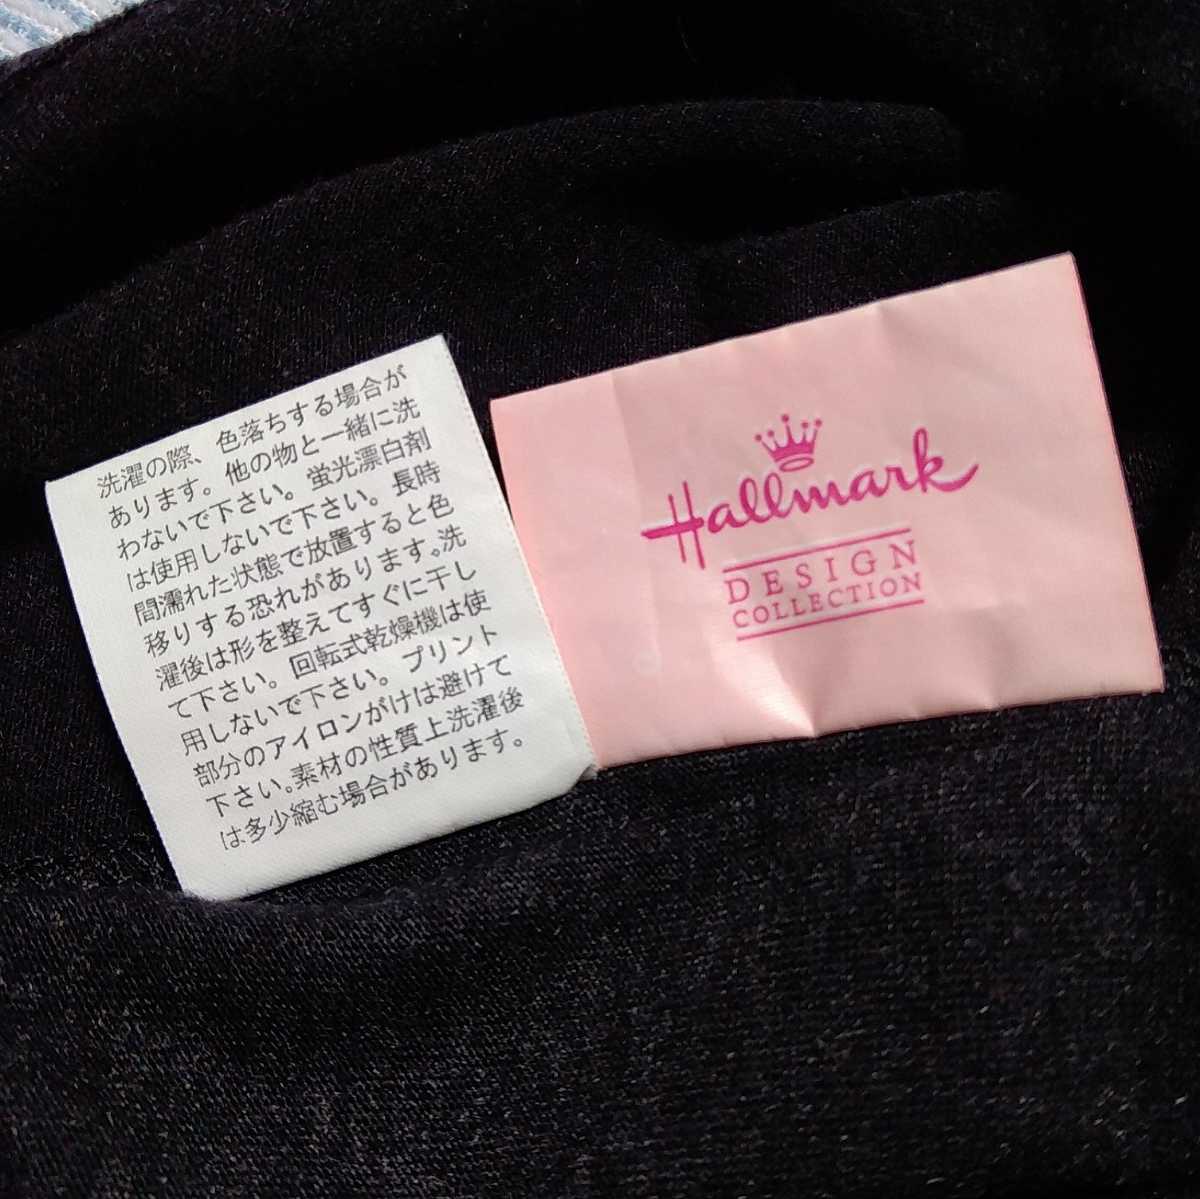 洗濯の際、色落ちする場合が
あります。他の物と一緒に洗
わないで下さい。蛍光漂白剤
は使用しないで下さい。長時
間濡れた状態で放置すると色
移りする恐れがあります。洗
濯後は形を整えてすぐに干し
て下さい。回転式乾燥機は使
用しないで下さい。プリント
部分のアイロンがけは避けて
下さい。素材の性質上洗濯後
は多少縮む場合があります。
Hallmark
DESIGN
COLLECTION